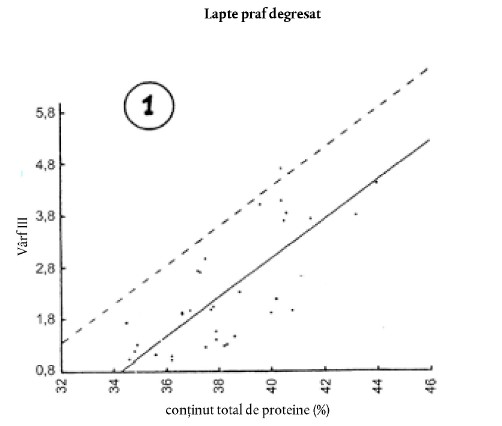 Lapte praf degresat
1
5,8
4,8
3,8
2,8
1,8
0,8
Vârf III
32 34 36 38 40 42 44 46
conținut total de proteine (%)